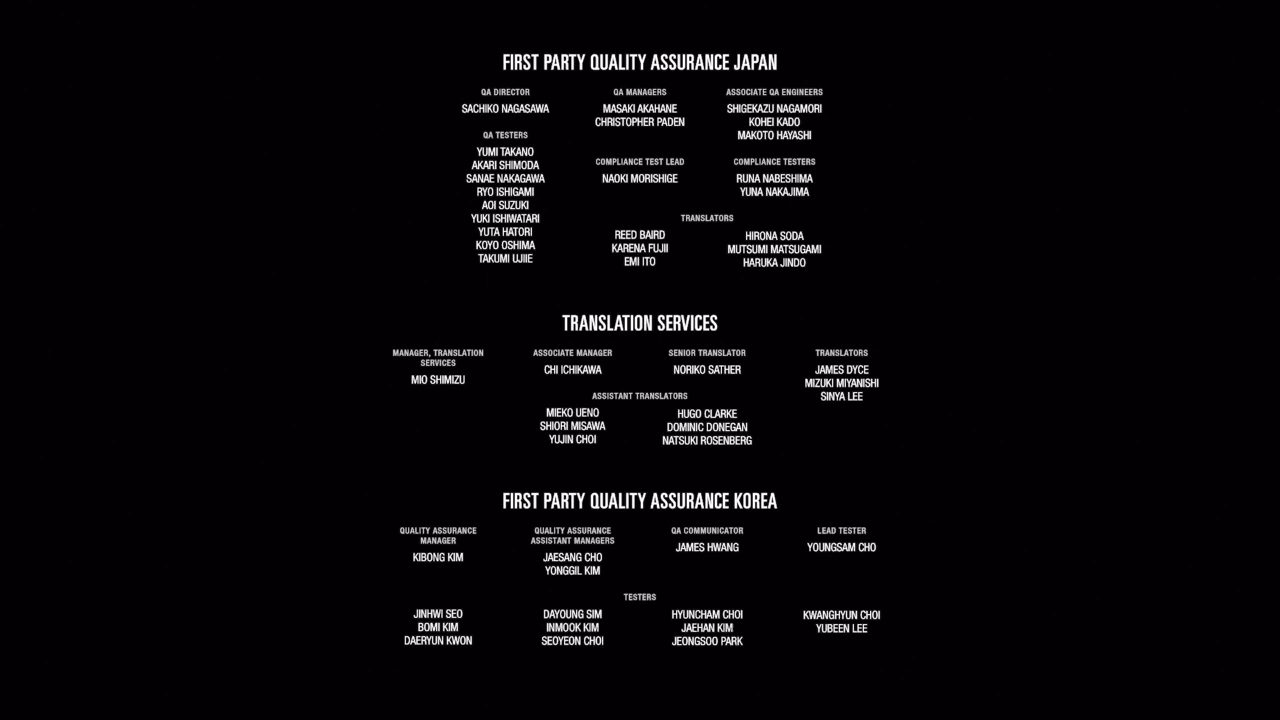 FIRST PARTY QUALITY ASSURANCE JAPAN
QA DIRECTOR
SACHIKO NAGASAWA
QA TESTERS
YUMI TAKANO
AKARI SHIMODA
SANAE NAKAGAWA
RYO ISHIGAMI
AOI SUZUKI
YUKI ISHIWATARI
YUTA HATORI
KOYO OSHIMA
TAKUMI UJIIE
QA MANAGERS
MASAKI AKAHANE
CHRISTOPHER PADEN
ASSOCIATE QA ENGINEERS
SHIGEKAZU NAGAMORI
KOHEI KADO
MAKOTO HAYASHI
COMPLIANCE TEST LEAD
NAOKI MORISHIGE
COMPLIANCE TESTERS
RUNA NABESHIMA
YUNA NAKAJIMA
TRANSLATORS
REED BAIRD
KARENA FUJII
EMI ITO
HIRONA SODA
MUTSUMI MATSUGAMI
HARUKA JINDO
TRANSLATION SERVICES
MANAGER, TRANSLATION
SERVICES
MIO SHIMIZU
ASSOCIATE MANAGER
CHI ICHIKAWA
SENIOR TRANSLATOR
NORIKO SATHER
TRANSLATORS
JAMES DYCE
MIZUKI MIYANISHI
SINYA LEE
ASSISTANT TRANSLATORS
MIEKO UENO
SHIORI MISAWA
YUJIN CHOI
HUGO CLARKE
DOMINIC DONEGAN
NATSUKI ROSENBERG
FIRST PARTY QUALITY ASSURANCE KOREA
QUALITY ASSURANCE
MANAGER
KIBONG KIM
QUALITY ASSURANCE
ASSISTANT MANAGERS
JAESANG CHO
YONGGIL KIM
QA COMMUNICATOR
JAMES HWANG
LEAD TESTER
YOUNGSAM CHO
TESTERS
JINHWI SEO
BOMI KIM
DAERYUN KWON
DAYOUNG SIM
INMOOK KIM
SEOYEON CHOI
HYUNCHAM CHOI
JAEHAN KIM
JEONGSOO PARK
KWANGHYUN CHOI
YUBEEN LEE